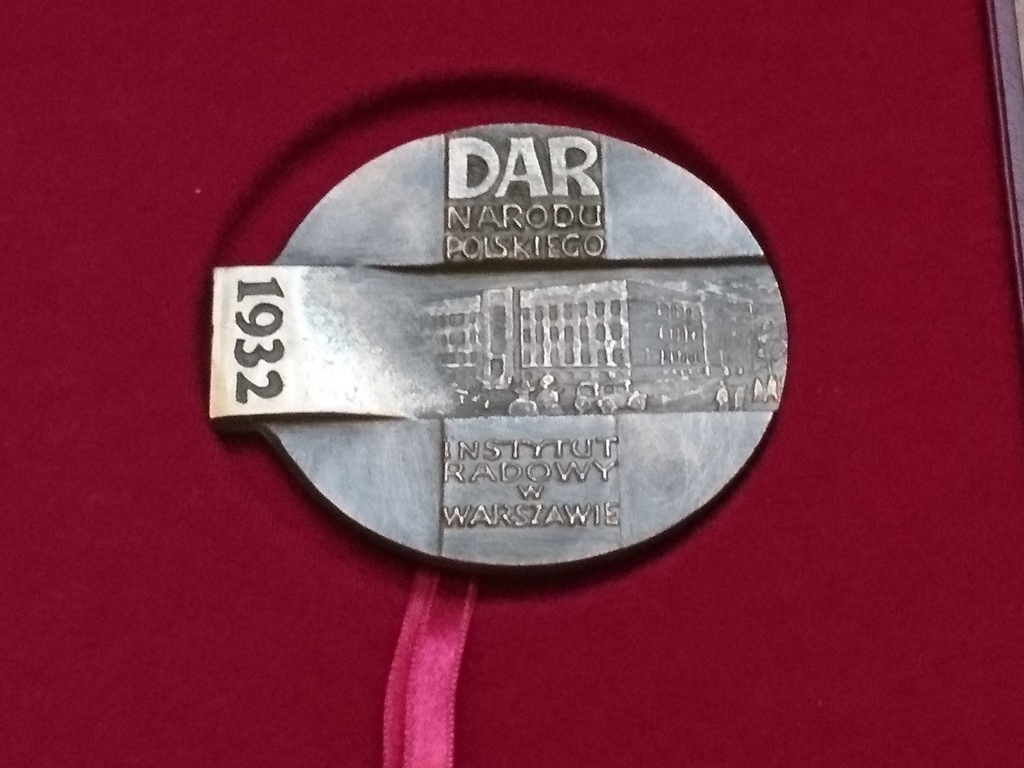 DAR
NARODU
POLSKIEGO
1932
INSTYTUT
RADOWY
W
WARSZAWIE